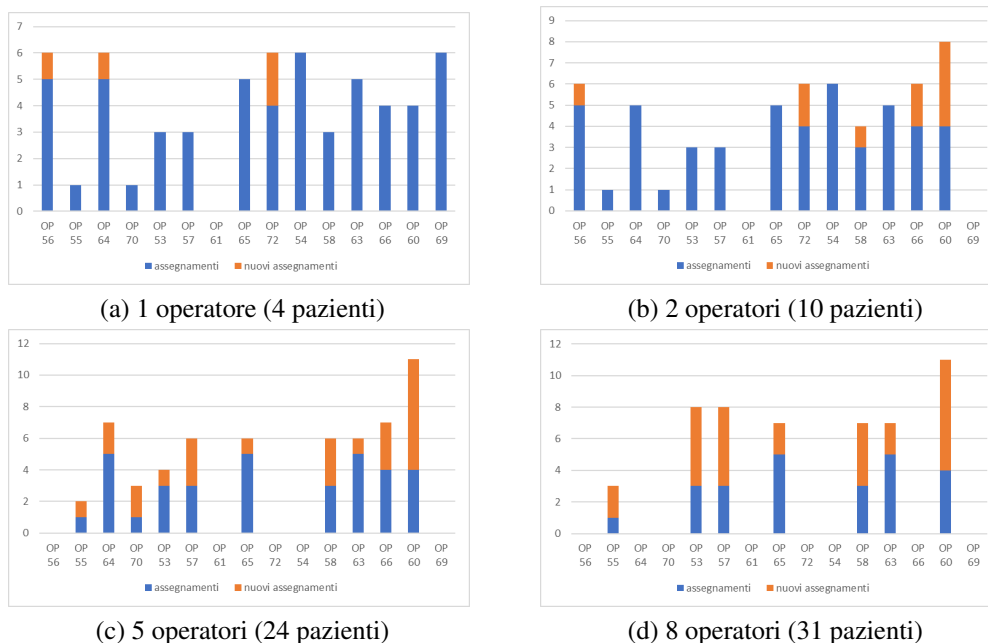 7
6
5
4
3
2
1
0
OP OP OP OP OP OP OP OP OP OP OP OP OP OP OP
56 55 64 70 53 57 61 65 72 54 58 63 66 60 69
assegnamenti nuovi assegnamenti
(a) 1 operatore (4 pazienti)
9
8
7
6
5
4
3
2
1
0
OP OP OP OP OP OP OP OP OP OP OP OP OP OP OP
56 55 64 70 53 57 61 65 72 54 58 63 66 60 69
assegnamenti nuovi assegnamenti
(b) 2 operatori (10 pazienti)
12
10
8
6
4
2
0
OP OP OP OP OP OP OP OP OP OP OP OP OP OP OP
56 55 64 70 53 57 61 65 72 54 58 63 66 60 69
assegnamenti nuovi assegnamenti
(c) 5 operatori (24 pazienti)
12
10
8
6
4
2
0
OP OP OP OP OP OP OP OP OP OP OP OP OP OP OP
56 55 64 70 53 57 61 65 72 54 58 63 66 60 69
assegnamenti nuovi assegnamenti
(d) 8 operatori (31 pazienti)